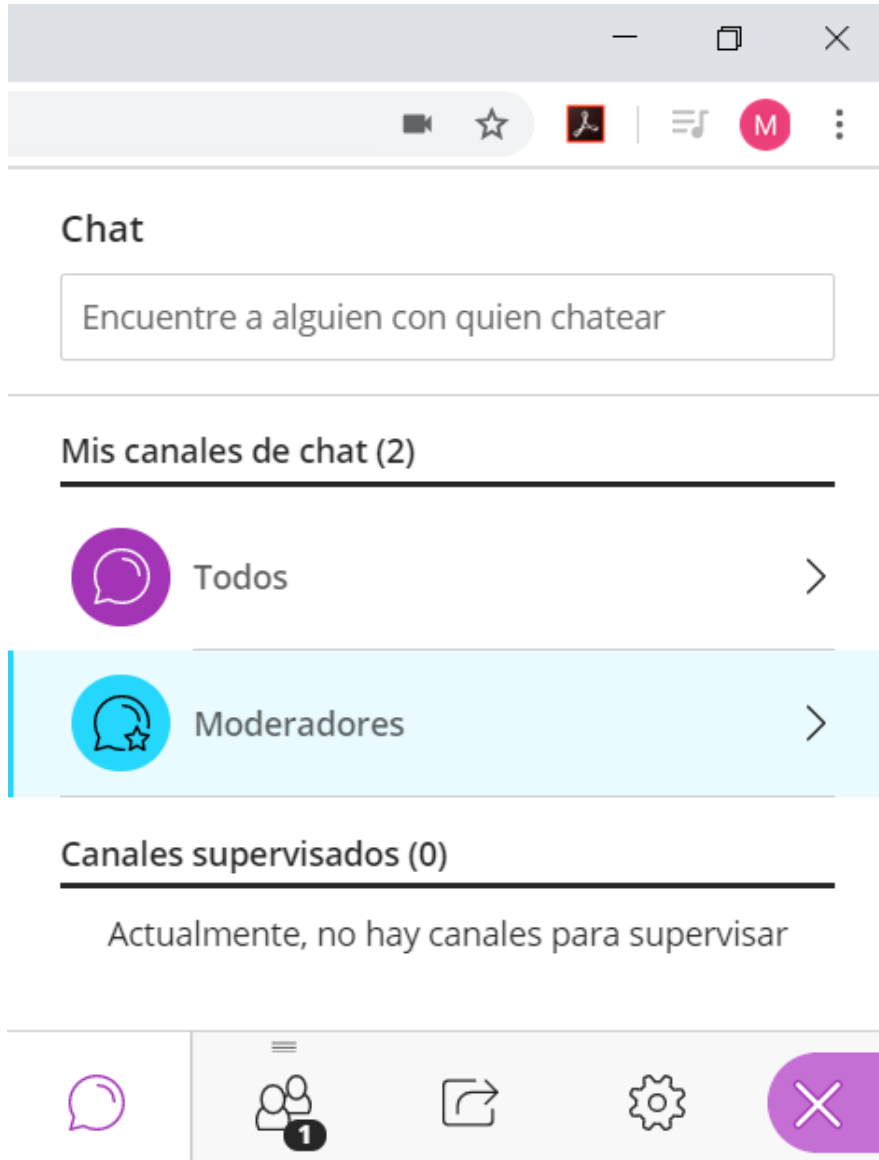 M
Chat
Encuentre a alguien con quien chatear
Mis canales de chat (2)
Todos
Moderadores
Canales supervisados (0)
Actualmente, no hay canales para supervisar
1